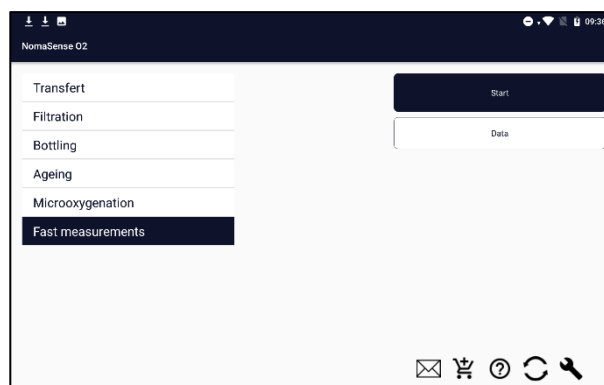 09:36
NomaSense O2
Transfert
Filtration
Bottling
Ageing
Microoxygenation
Fast measurements
Start
Data